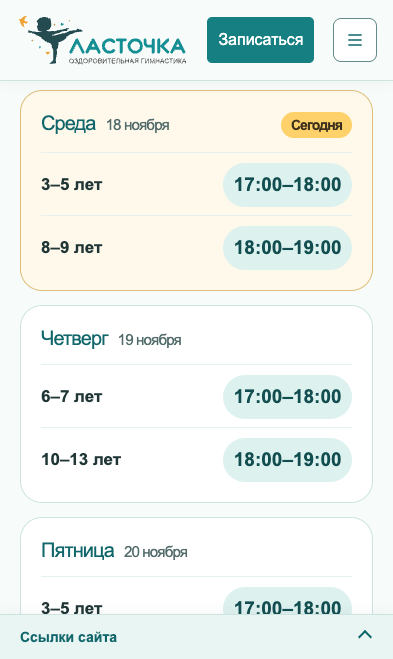 ЛАСТОЧКА
ОЗДОРОВИТЕЛЬНАЯ ГИМНАСТИКА
Записаться
Среда 18 ноября Сегодня
3–5 лет 17:00–18:00
8–9 лет 18:00–19:00
Четверг 19 ноября
6–7 лет 17:00–18:00
10–13 лет 18:00–19:00
Пятница 20 ноября
3–5 лет 17:00–18:00
Ссылки сайта